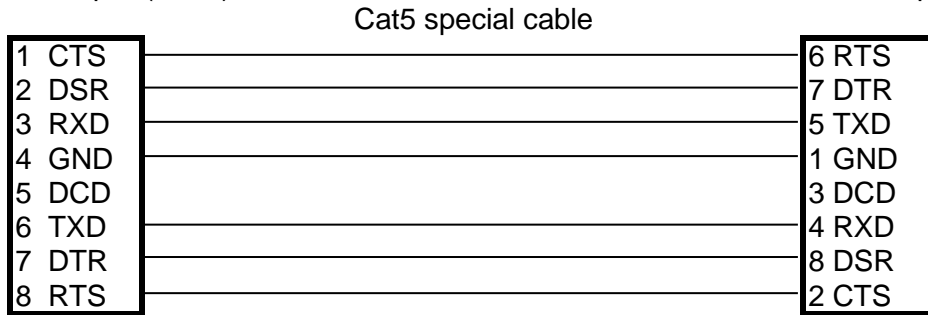 Cat5 special cable
1 CTS 6 RTS
2 DSR 7 DTR
3 RXD 5 TXD
4 GND 1 GND
5 DCD 3 DCD
6 TXD 4 RXD
7 DTR 8 DSR
8 RTS 2 CTS